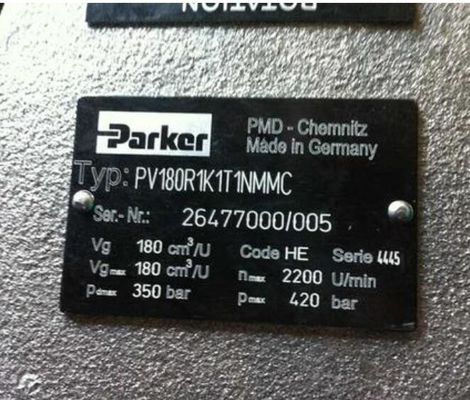 ROTATION
Parker
PMD - Chemnitz
Made in Germany
Typ: PV180R1K1T1NMMC
Ser.- Nr.: 26477000/005
Vg 180 cm³/U Code HE Serie 4445
Vgmax 180 cm³/U nmax 2200 U/min
pdmax 350 bar pmax 420 bar